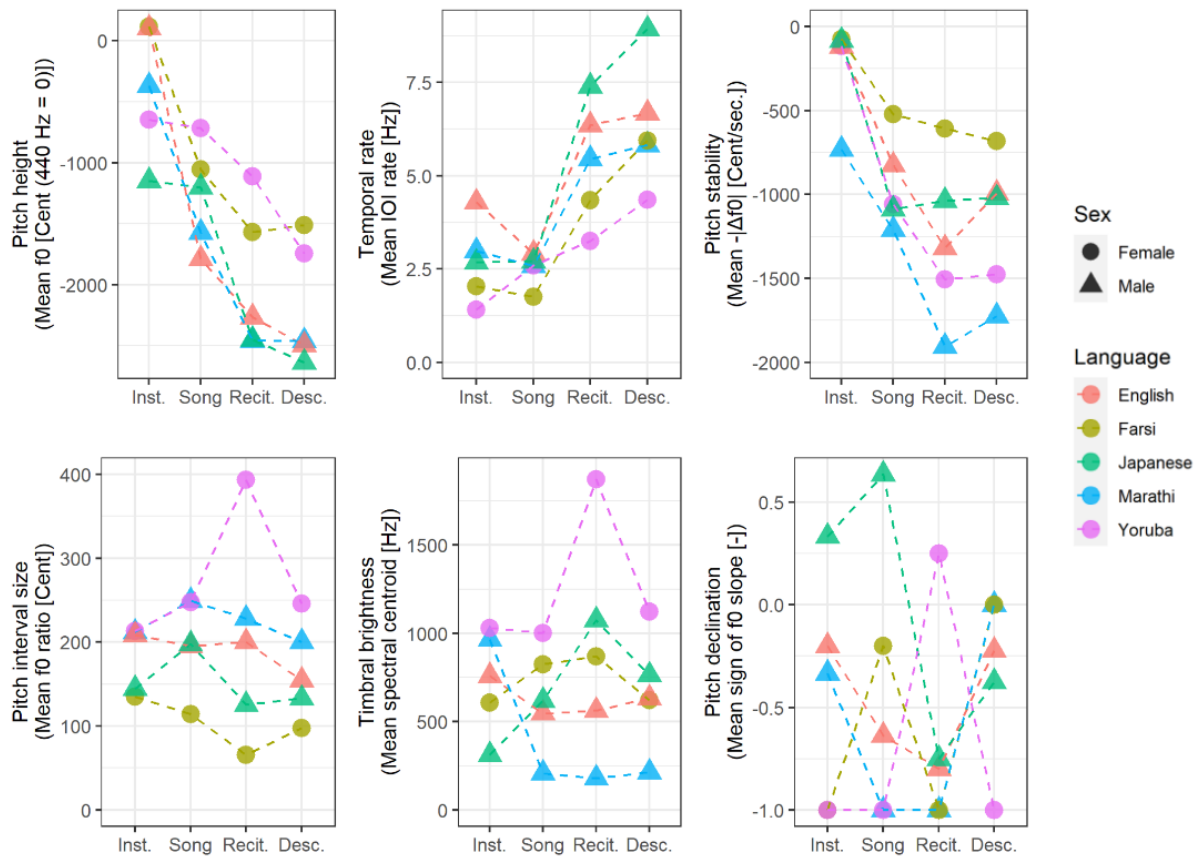 Pitch height
(Mean f0 [Cent (440 Hz = 0)])
0
-1000
-2000
Inst. Song Recit. Desc.
Temporal rate
(Mean IOI rate [Hz])
7.5
5.0
2.5
0.0
Inst. Song Recit. Desc.
Pitch stability
(Mean -|Δf0| [Cent/sec.])
0
-500
-1000
-1500
-2000
Inst. Song Recit. Desc.
Sex
Female
Male
Language
English
Farsi
Japanese
Marathi
Yoruba
Pitch interval size
(Mean f0 ratio [Cent])
400
300
200
100
0
Inst. Song Recit. Desc.
Timbral brightness
(Mean spectral centroid [Hz])
1500
1000
500
0
Inst. Song Recit. Desc.
Pitch declination
(Mean sign of f0 slope [-])
0.5
0.0
-0.5
-1.0
Inst. Song Recit. Desc.